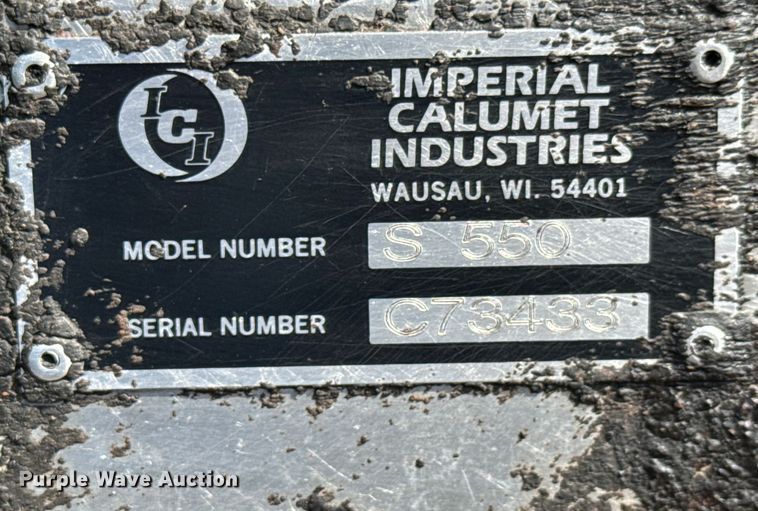 ICI
IMPERIAL
CALUMET
INDUSTRIES
WAUSAU, WI. 54401
MODEL NUMBER S 550
SERIAL NUMBER C73433
Purple Wave Auction